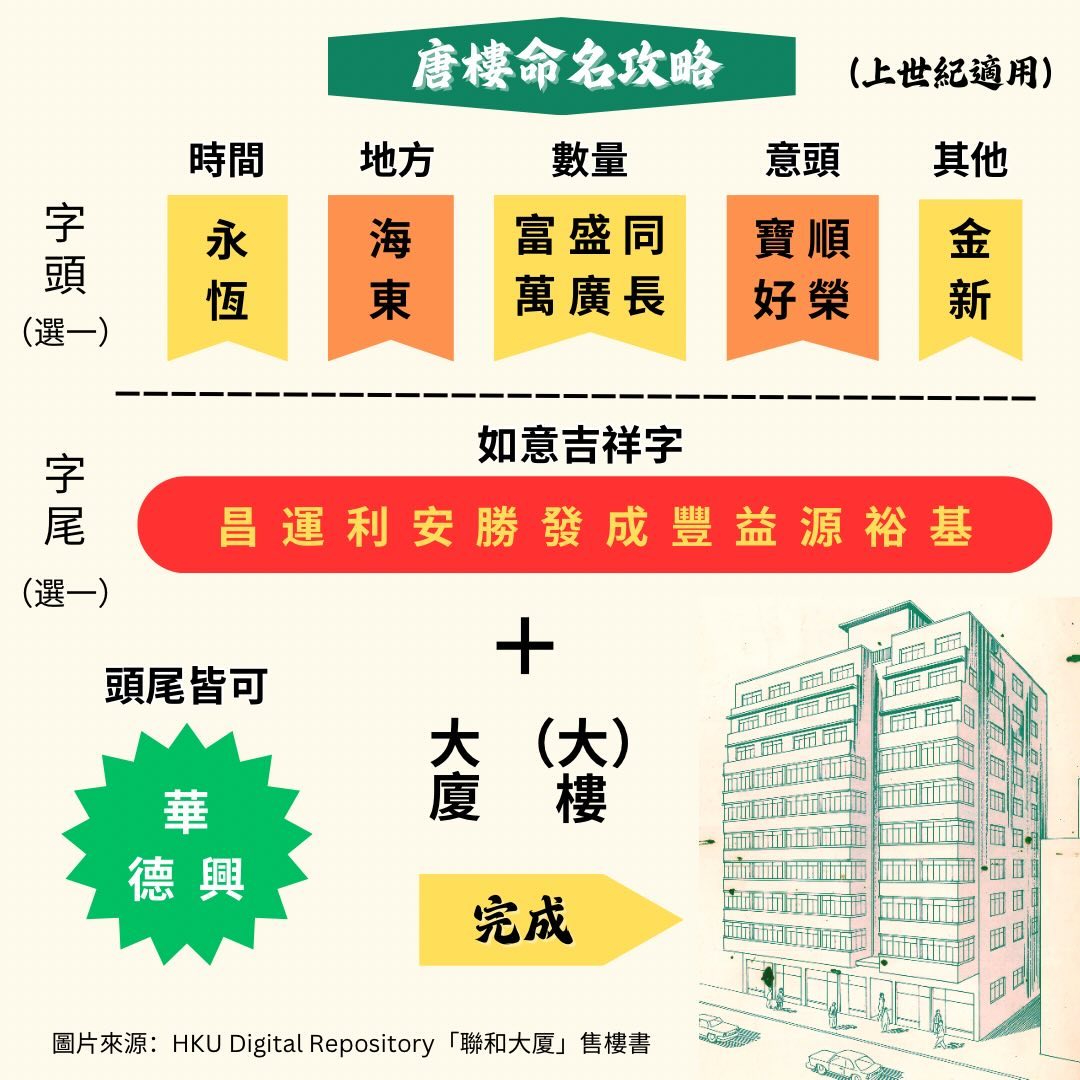 唐樓命名攻略
(上世紀適用)
時間 地方 數量 意頭 其他
字頭
(選一)
永
恆
海
東
富 盛 同
萬 廣 長
寶 順
好 榮
金
新
如意吉祥字
字尾
(選一)
昌 運 利 安 勝 發 成 豐 益 源 裕 基
+
頭尾皆可
華
德 興
大廈
(大)樓
完成
圖片來源：HKU Digital Repository「聯和大厦」售樓書